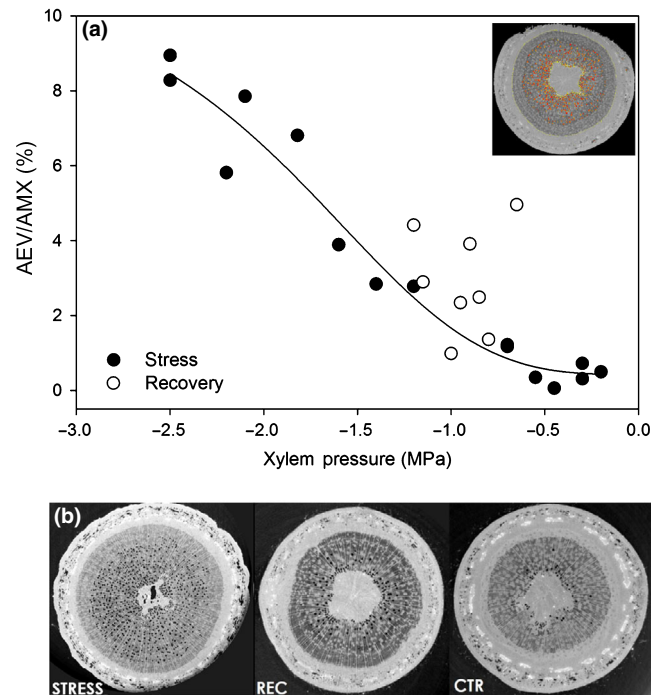 (a)
10
8
6
4
2
0
AEV/AMX (%)
Stress
Recovery
−3.0 −2.5 −2.0 −1.5 −1.0 −0.5 0.0
Xylem pressure (MPa)
(b)
STRESS REC CTR